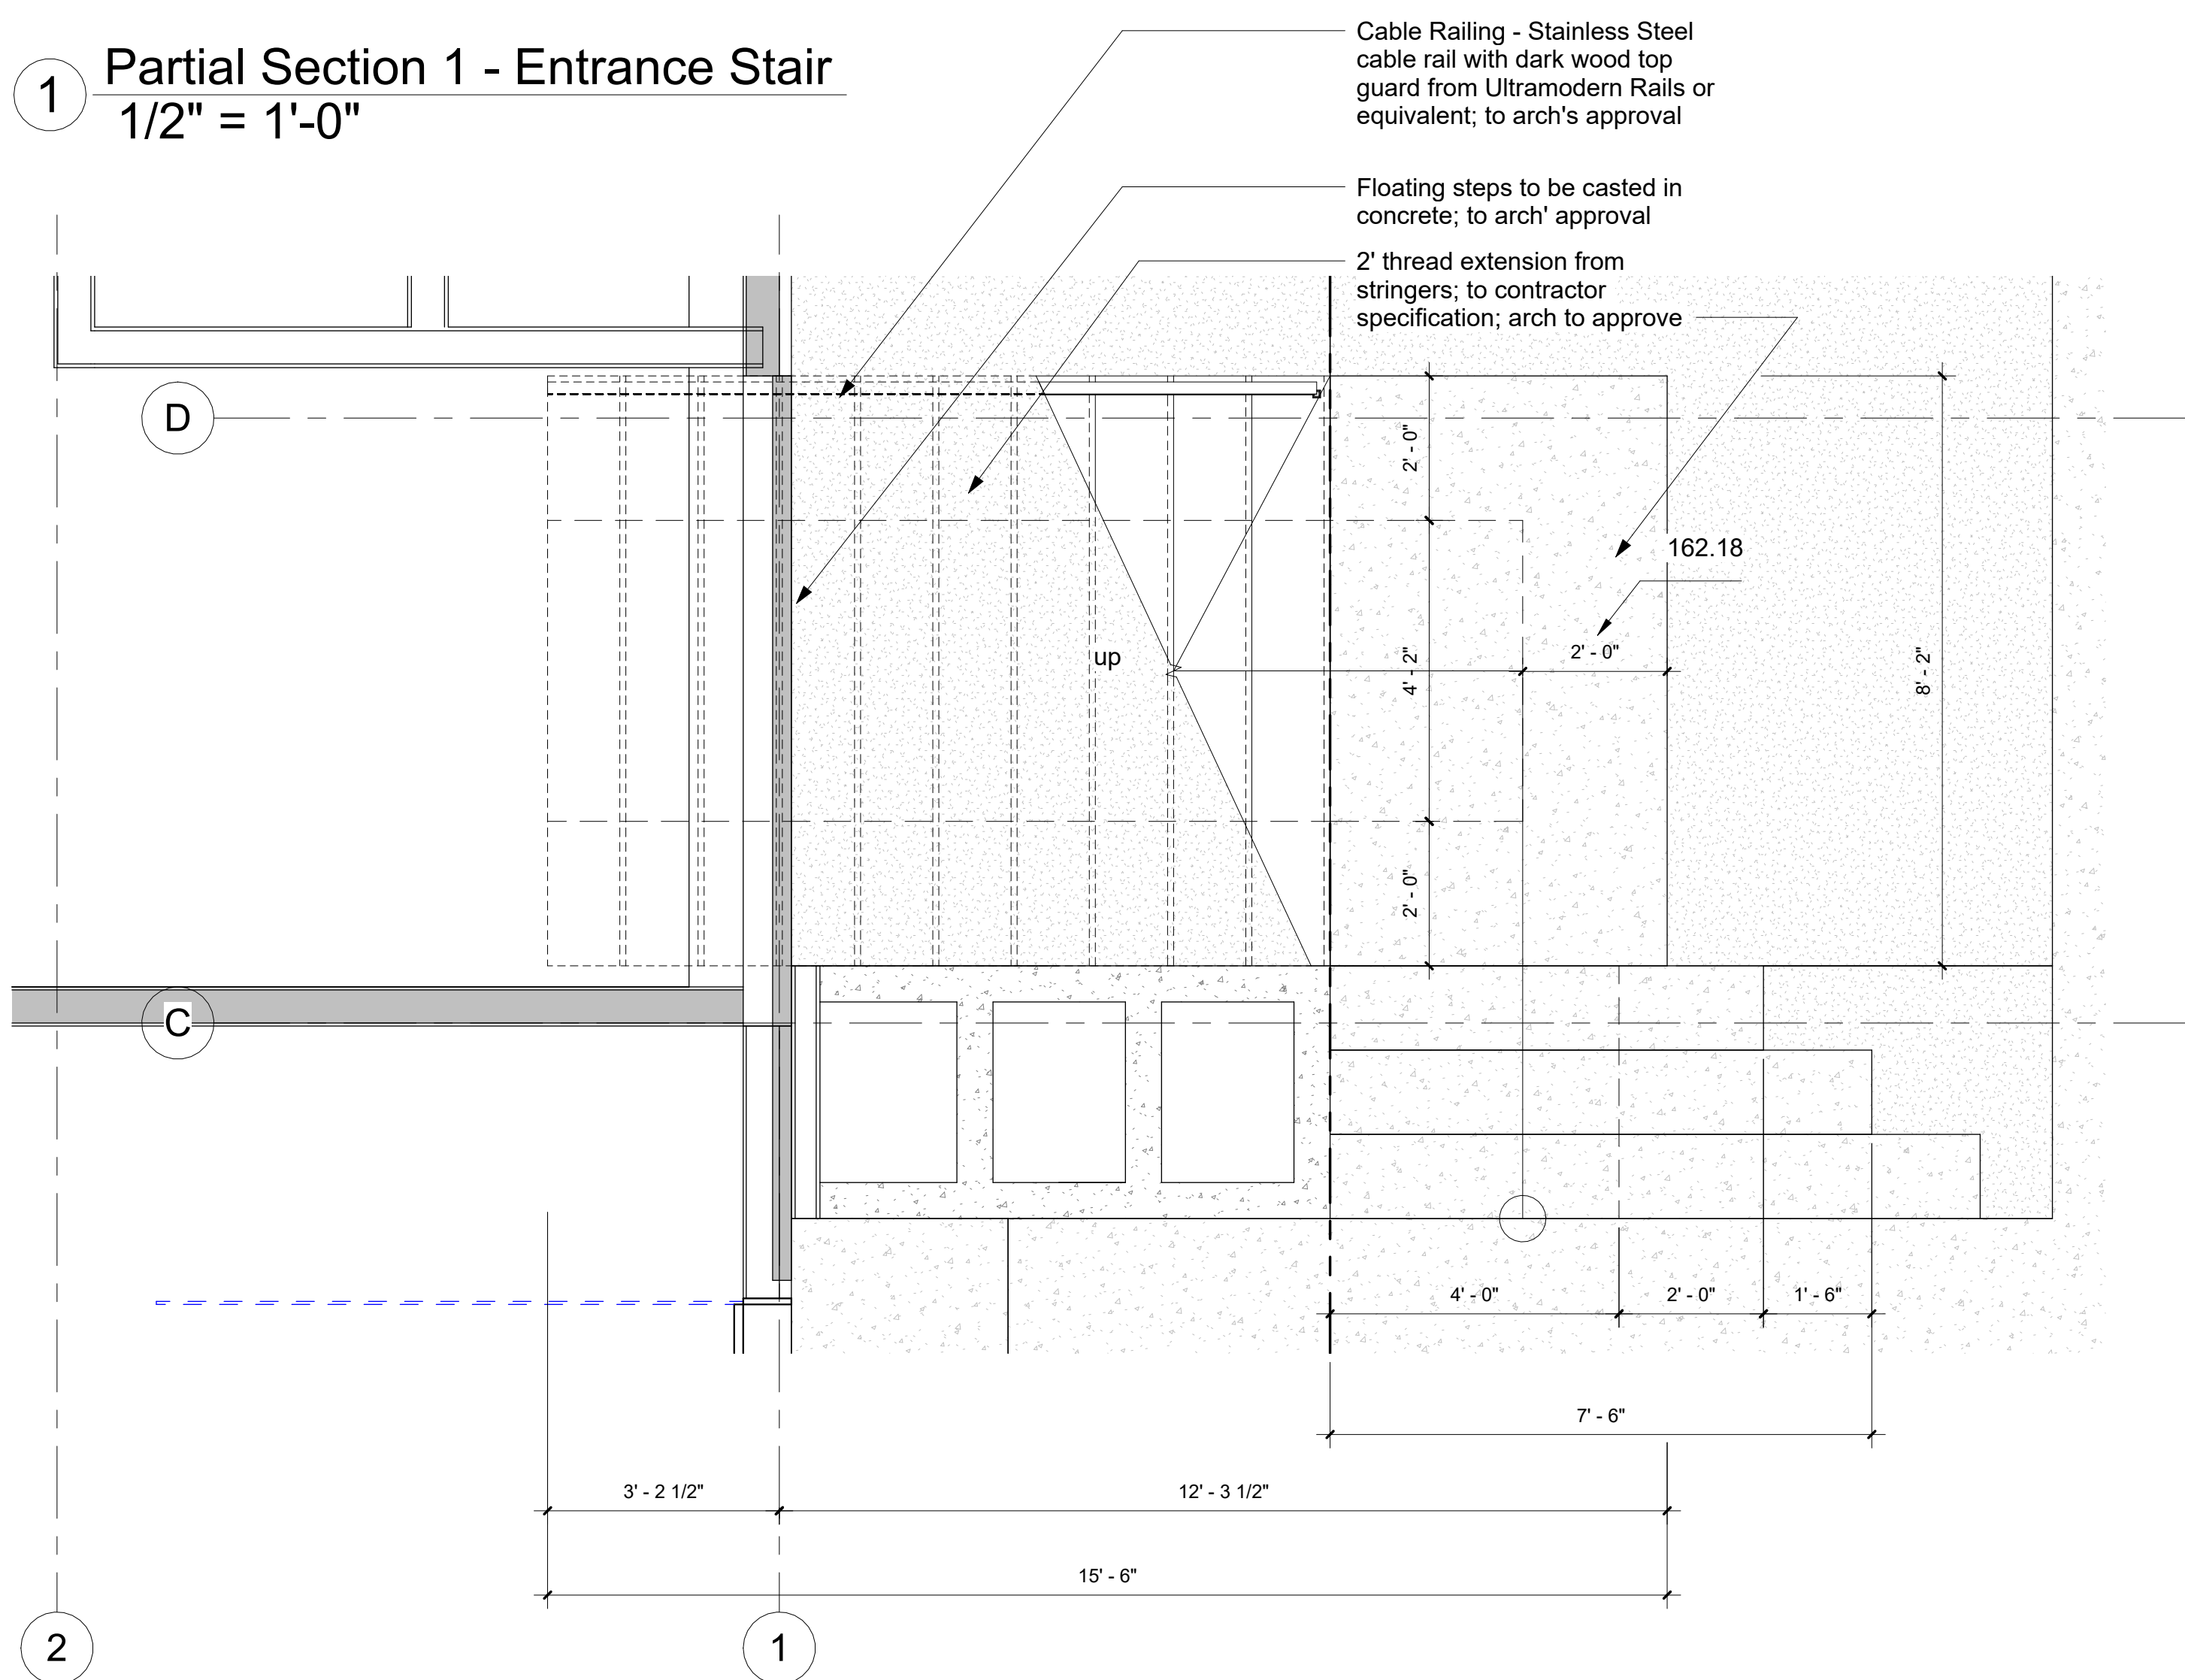 1
Partial Section 1 - Entrance Stair
1/2" = 1'-0"
Cable Railing - Stainless Steel
cable rail with dark wood top
guard from Ultramodern Rails or
equivalent; to arch's approval
Floating steps to be casted in
concrete; to arch' approval
2' thread extension from
stringers; to contractor
specification; arch to approve
D
2' - 0"
162.18
up
4' - 2"
2' - 0"
8' - 2"
2' - 0"
C
4' - 0"
2' - 0"
1' - 6"
7' - 6"
3' - 2 1/2"
12' - 3 1/2"
15' - 6"
2
1